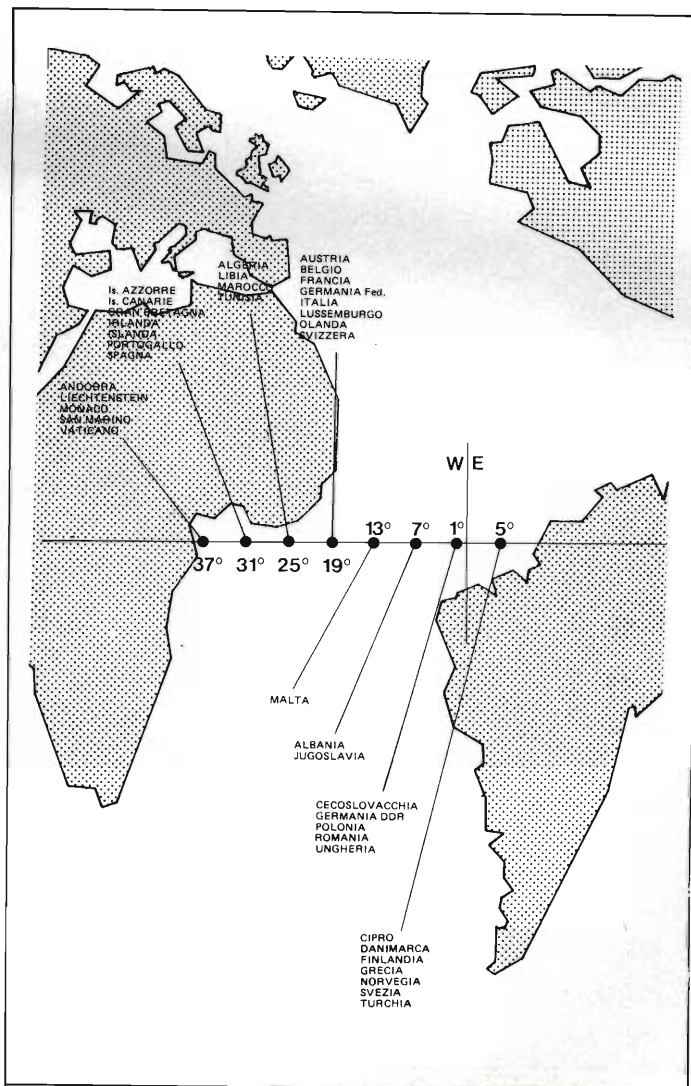 Is. AZZORRE
Is. CANARIE
GRAN BRETAGNA
IRLANDA
ISLANDA
PORTOGALLO
SPAGNA
ALGERIA
LIBIA
MAROCCO
TUNISIA
AUSTRIA
BELGIO
FRANCIA
GERMANIA Fed.
ITALIA
LUSSEMBURGO
OLANDA
SVIZZERA
ANDORRA
LIECHTENSTEIN
MONACO
SAN MARINO
VATICANO
W E
37° 31° 25° 19° 13° 7° 1° 5°
MALTA
ALBANIA
JUGOSLAVIA
CECOSLOVACCHIA
GERMANIA DDR
POLONIA
ROMANIA
UNGHERIA
CIPRO
DANIMARCA
FINLANDIA
GRECIA
NORVEGIA
SVEZIA
TURCHIA